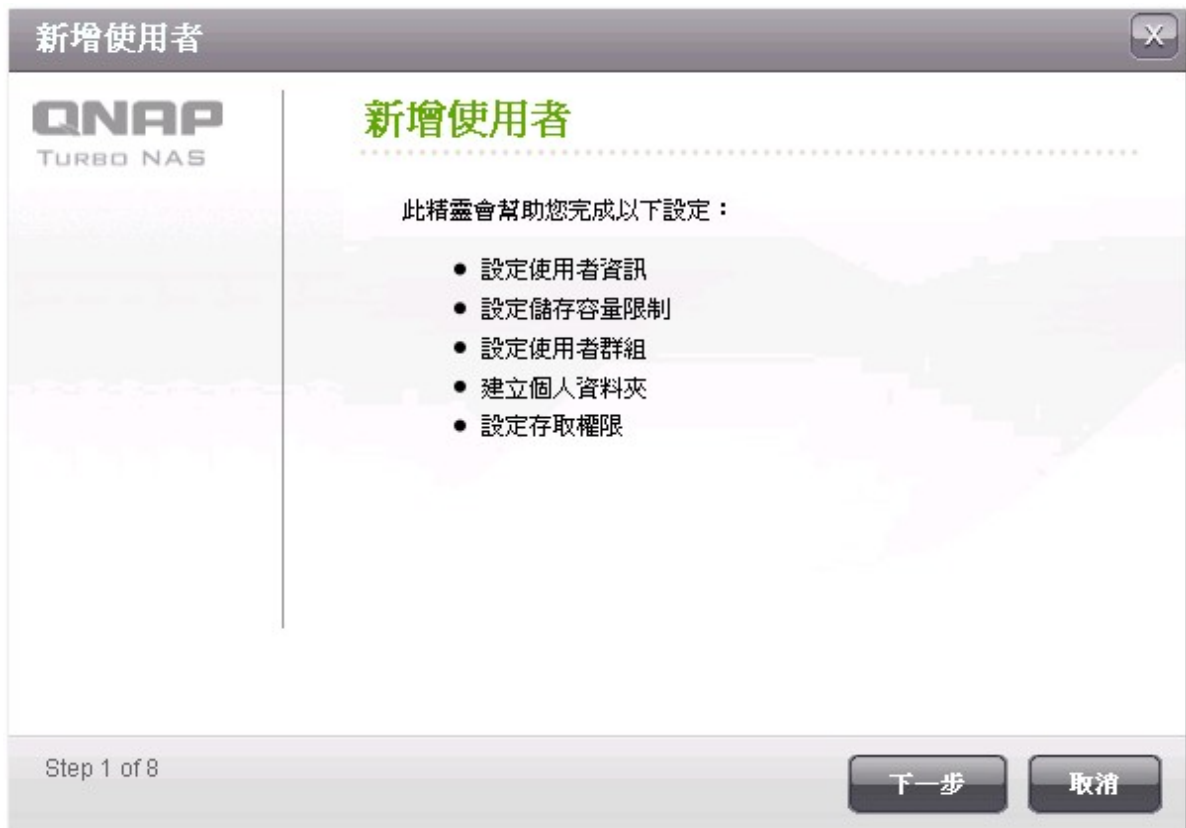 新增使用者
X
QNAP
TURBO NAS
新增使用者
此精靈會幫助您完成以下設定：
● 設定使用者資訊
● 設定儲存容量限制
● 設定使用者群組
● 建立個人資料夾
● 設定存取權限
Step 1 of 8
下一步
取消